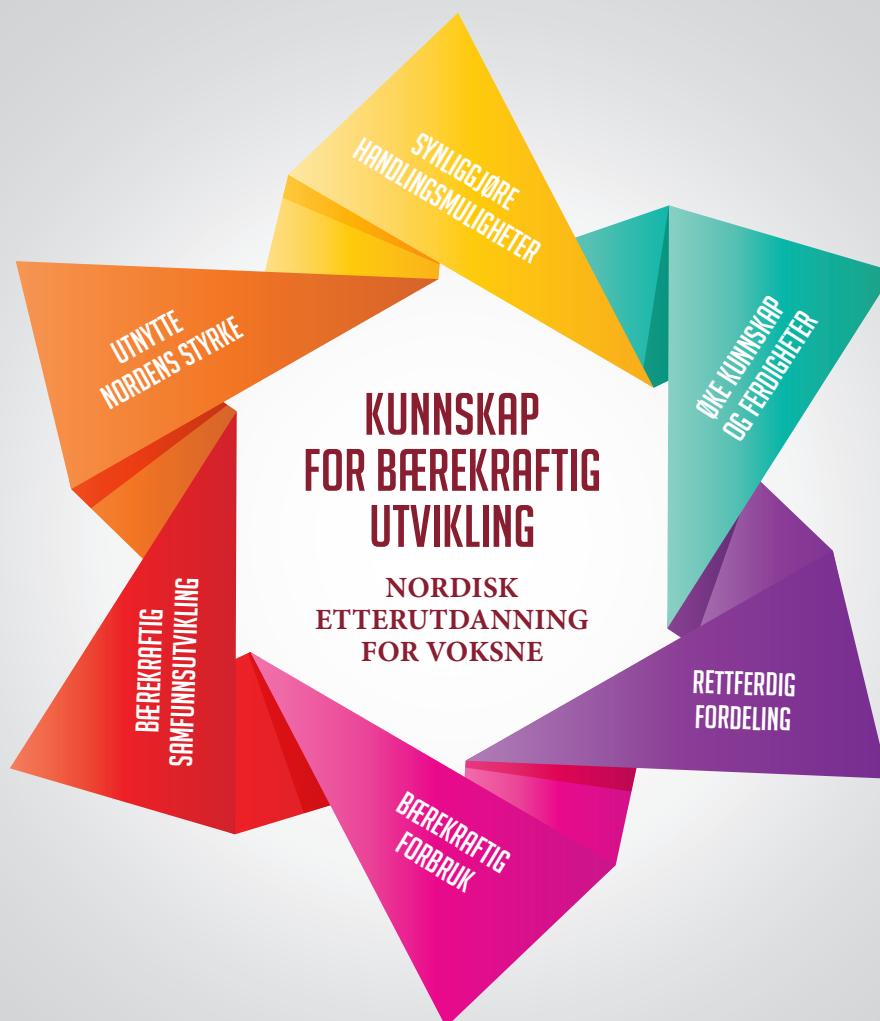 SYNLIGGJØRE
HANDLINGSMULIGHETER
ØKE KUNNSKAP
OG FERDIGHETER
UTNYTTE
NORDENS STYRKE
KUNNSKAP
FOR BÆREKRAFTIG
UTVIKLING
NORDISK
ETTERUTDANNING
FOR VOKSNE
BÆREKRAFTIG
SAMFUNNSUTVIKLING
RETTFERDIG
FORDELING
BÆREKRAFTIG
FORBRUK